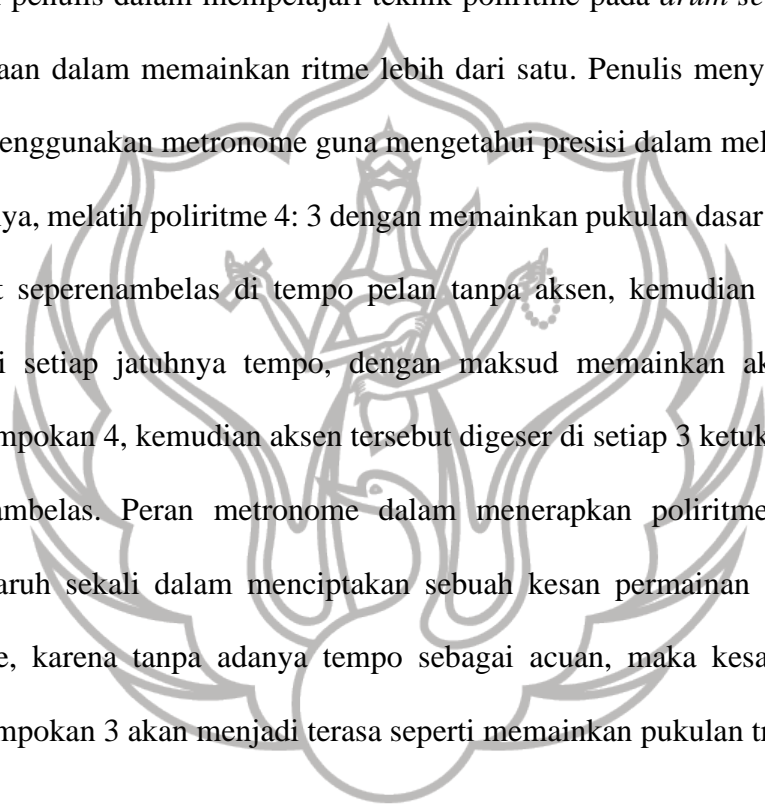 penulis dalam mempelajari teknik poliritme pada drum se
aan dalam memainkan ritme lebih dari satu. Penulis meny
enggunakan metronome guna mengetahui presisi dalam mel
nya, melatih poliritme 4: 3 dengan memainkan pukulan dasar
t seperenambelas di tempo pelan tanpa aksen, kemudian
i setiap jatuhnya tempo, dengan maksud memainkan ak
mpokan 4, kemudian aksen tersebut digeser di setiap 3 ketuk
ambelas. Peran metronome dalam menerapkan poliritme
aruh sekali dalam menciptakan sebuah kesan permainan
e, karena tanpa adanya tempo sebagai acuan, maka kesa
mpokan 3 akan menjadi terasa seperti memainkan pukulan tr